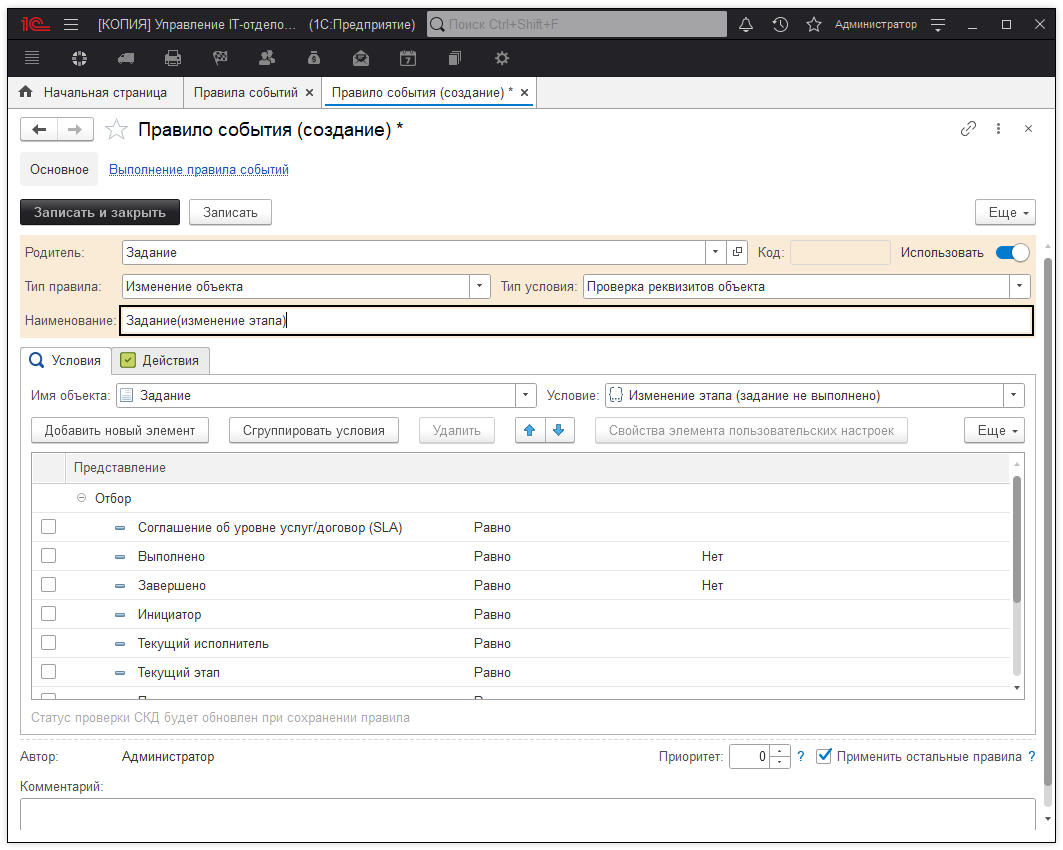 1С [КОПИЯ] Управление IT-отдело... (1С:Предприятие) Поиск Ctrl+Shift+F Администратор
7
Начальная страница Правила событий × Правило события (создание) * ×
Правило события (создание) *
Основное Выполнение правила событий
Записать и закрыть Записать Еще
Родитель: Задание Код: Использовать
Тип правила: Изменение объекта Тип условия: Проверка реквизитов объекта
Наименование: Задание(изменение этапа)
Условия Действия
Имя объекта: Задание Условие: {..} Изменение этапа (задание не выполнено)
Добавить новый элемент Сгруппировать условия Удалить Свойства элемента пользовательских настроек Еще
Представление
Отбор
Соглашение об уровне услуг/договор (SLA) Равно
Выполнено Равно Нет
Завершено Равно Нет
Инициатор Равно
Текущий исполнитель Равно
Текущий этап Равно
Статус проверки СКД будет обновлен при сохранении правила
Автор: Администратор Приоритет: 0 ? Применить остальные правила ?
Комментарий: